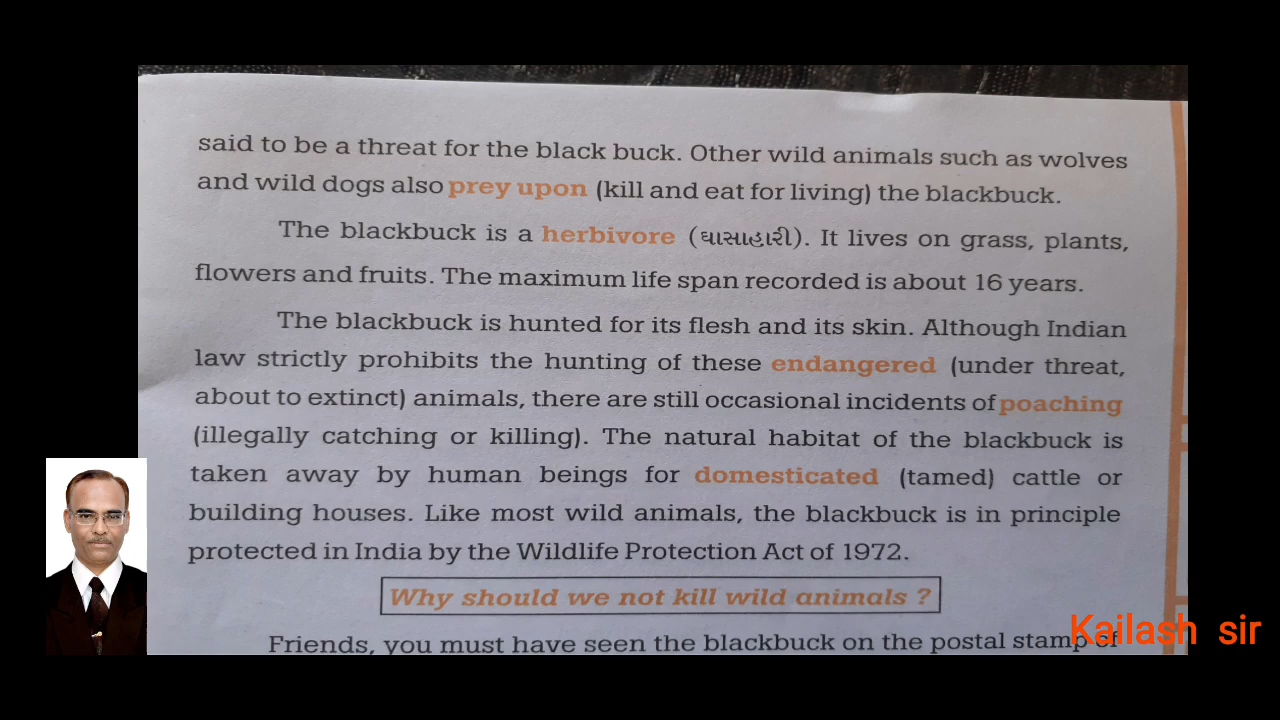 said to be a threat for the black buck. Other wild animals such as wolves
and wild dogs also prey upon (kill and eat for living) the blackbuck.
The blackbuck is a herbivore (ઘાસાહારી). It lives on grass, plants,
flowers and fruits. The maximum life span recorded is about 16 years.
The blackbuck is hunted for its flesh and its skin. Although Indian
law strictly prohibits the hunting of these endangered (under threat,
about to extinct) animals, there are still occasional incidents of poaching
(illegally catching or killing). The natural habitat of the blackbuck is
taken away by human beings for domesticated (tamed) cattle or
building houses. Like most wild animals, the blackbuck is in principle
protected in India by the Wildlife Protection Act of 1972.
Why should we not kill wild animals ?
Friends, you must have seen the blackbuck on the postal stamp of
Kailash sir